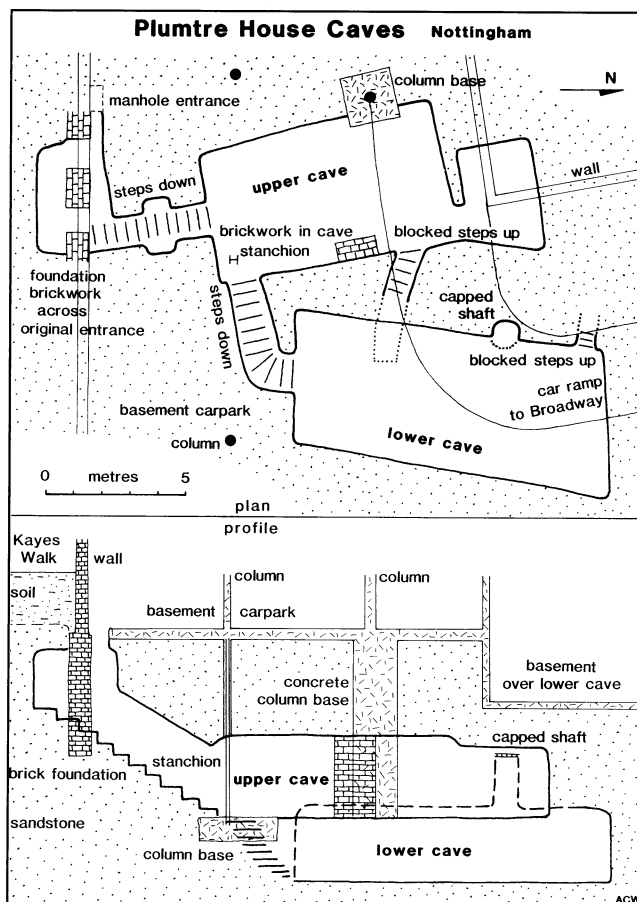 Plumtre House Caves Nottingham
column base
N
manhole entrance
steps down
upper cave
wall
brickwork in cave
blocked steps up
stanchion
foundation
brickwork
across
original entrance
steps down
capped
shaft
blocked steps up
car ramp
to Broadway
basement carpark
column
lower cave
0 metres 5
plan
profile
Kayes
Walk
wall
soil
column
column
basement carpark
concrete
column base
basement
over lower cave
stanchion
capped shaft
brick foundation
upper cave
sandstone
column base
lower cave
ACW